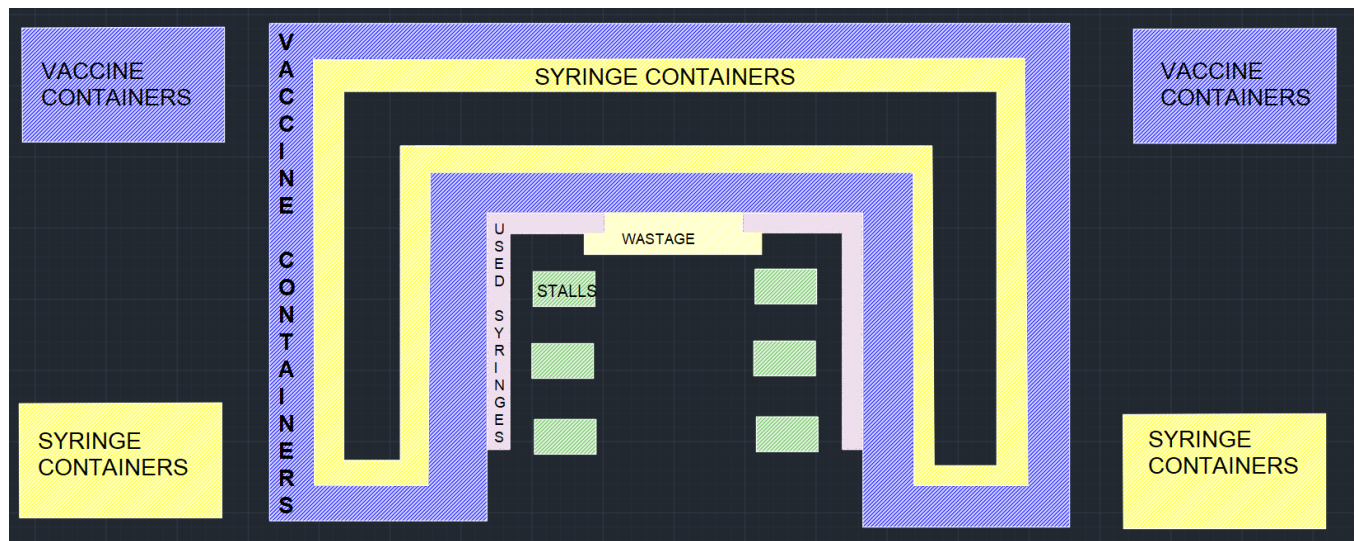 VACCINE
CONTAINERS
VACCINE CONTAINERS
SYRINGE CONTAINERS
VACCINE
CONTAINERS
USED SYRINGES
WASTAGE
STALLS
SYRINGE
CONTAINERS
SYRINGE
CONTAINERS